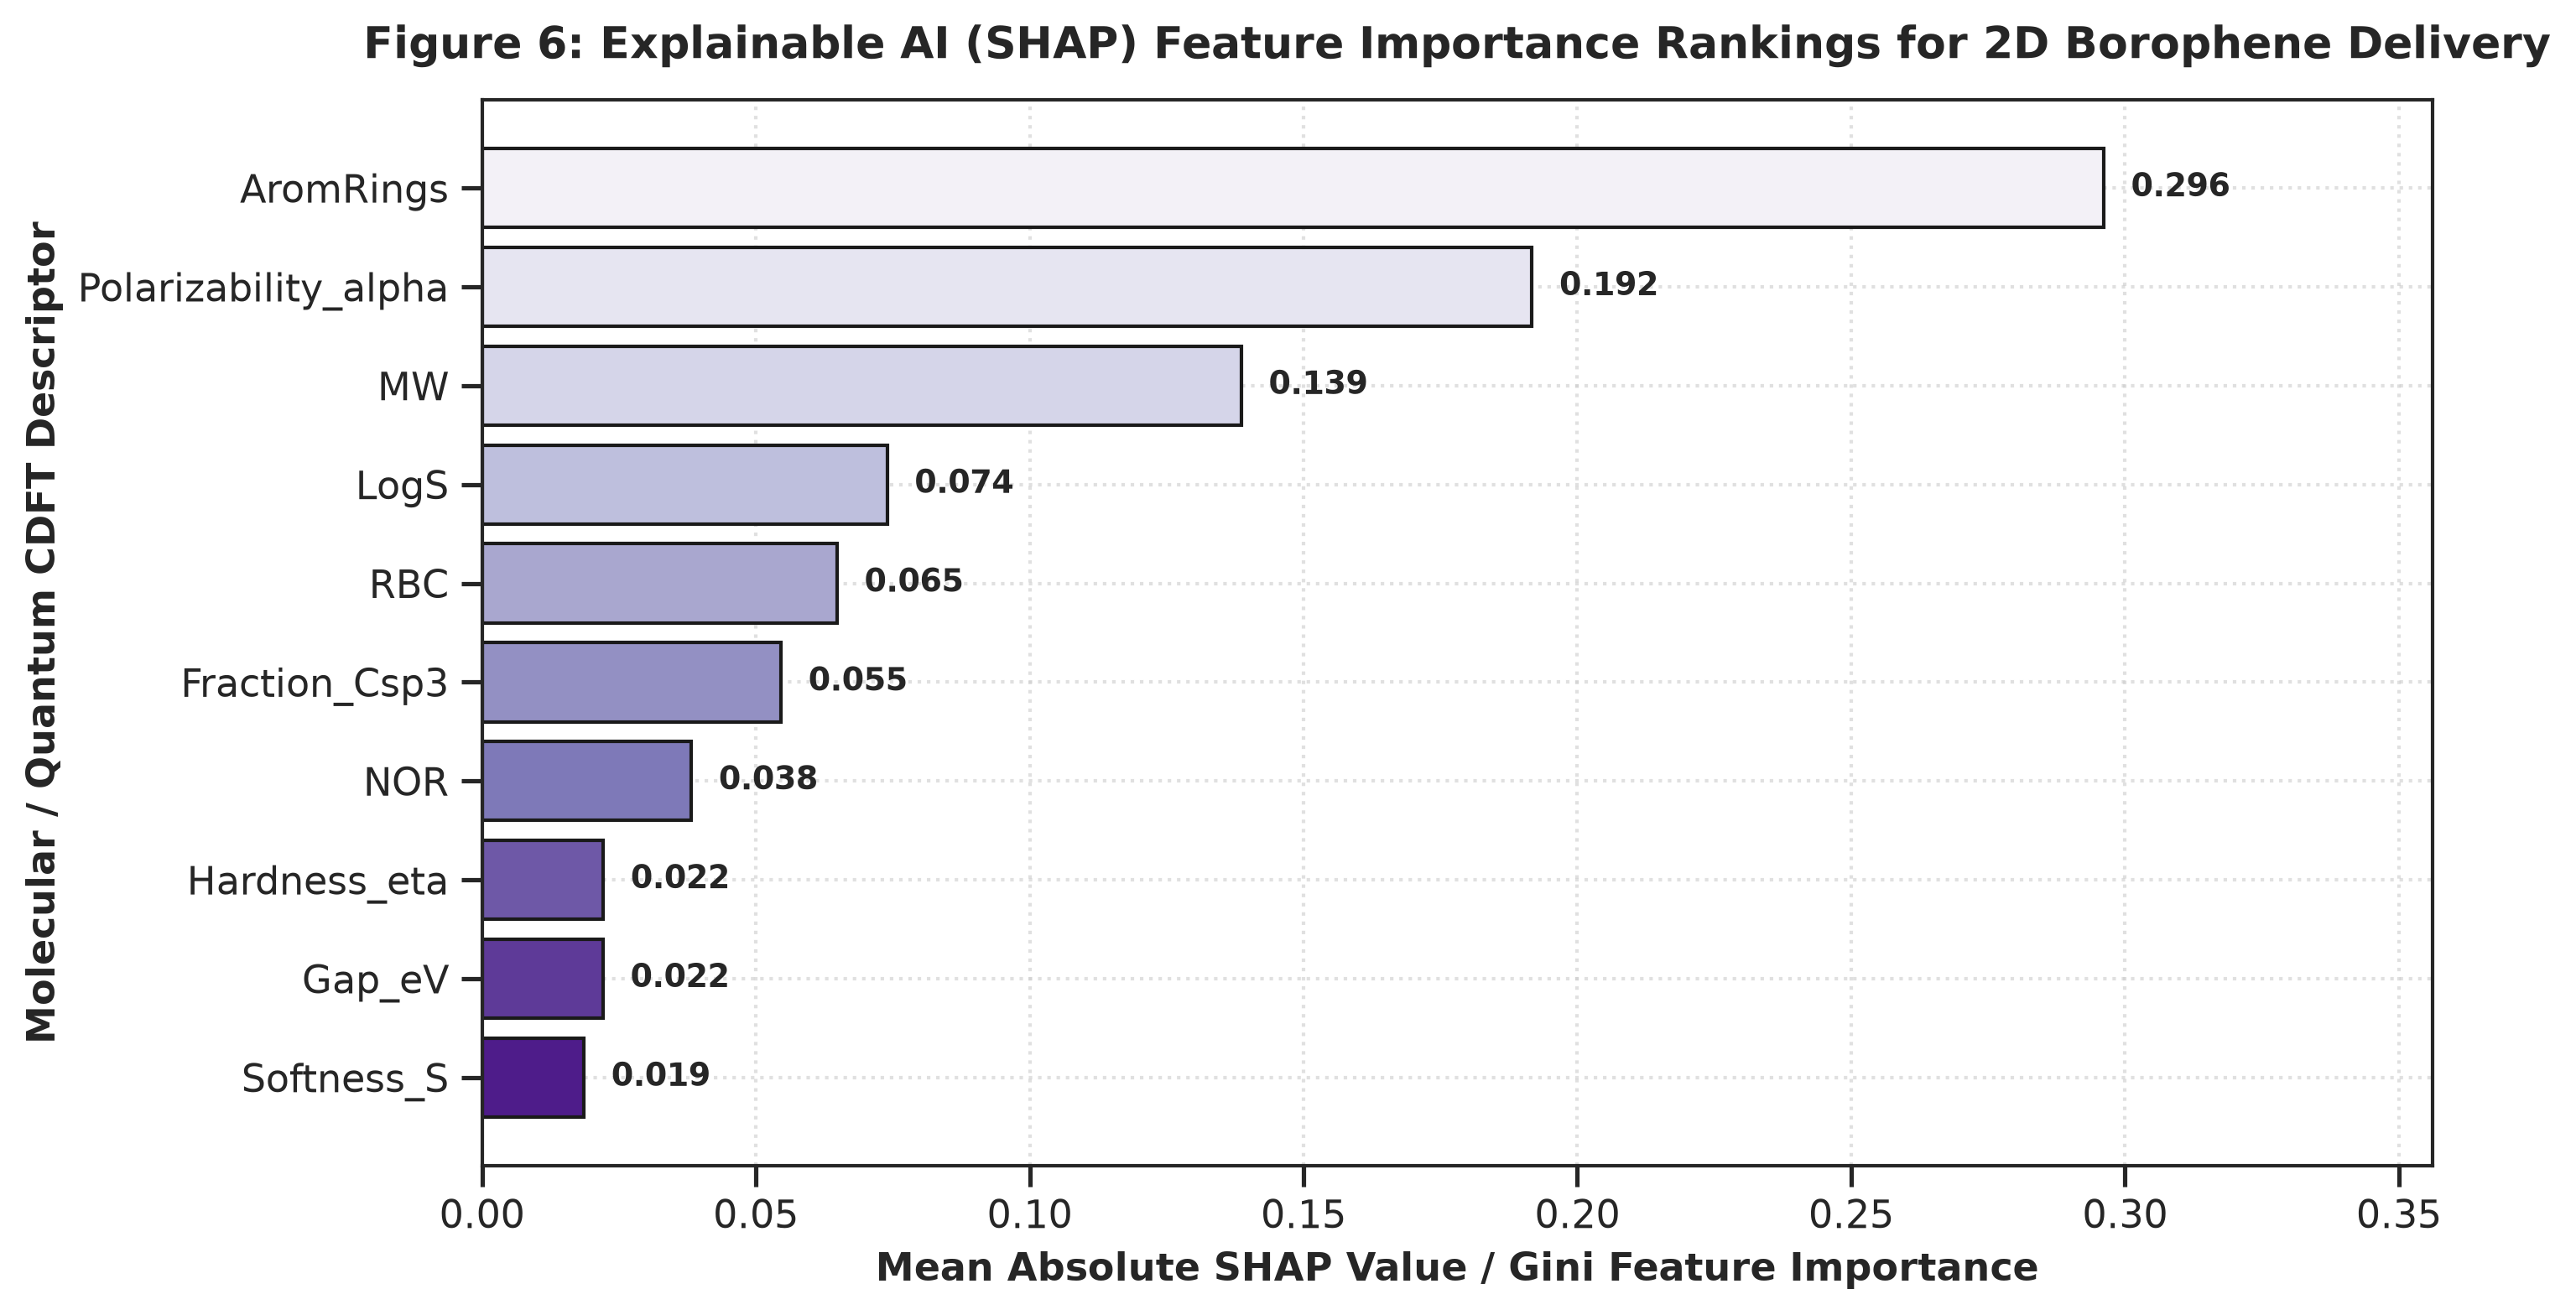 Figure 6: Explainable AI (SHAP) Feature Importance Rankings for 2D Borophene Delivery
Molecular / Quantum CDFT Descriptor
AromRings 0.296
Polarizability_alpha 0.192
MW 0.139
LogS 0.074
RBC 0.065
Fraction_Csp3 0.055
NOR 0.038
Hardness_eta 0.022
Gap_eV 0.022
Softness_S 0.019
0.00 0.05 0.10 0.15 0.20 0.25 0.30 0.35
Mean Absolute SHAP Value / Gini Feature Importance